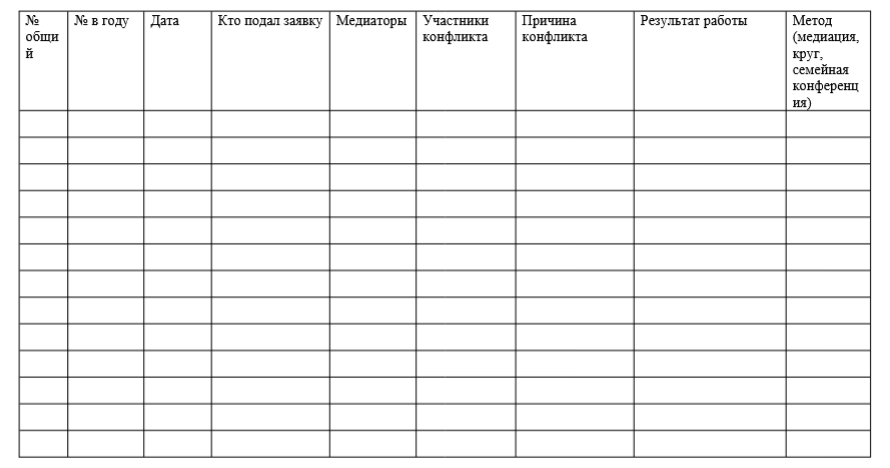 № общи й
№ в году
Дата
Кто подал заявку
Медиаторы
Участники
конфликта
Причина
конфликта
Результат работы
Метод
(медиация,
круг,
семейная
конференц
ия)